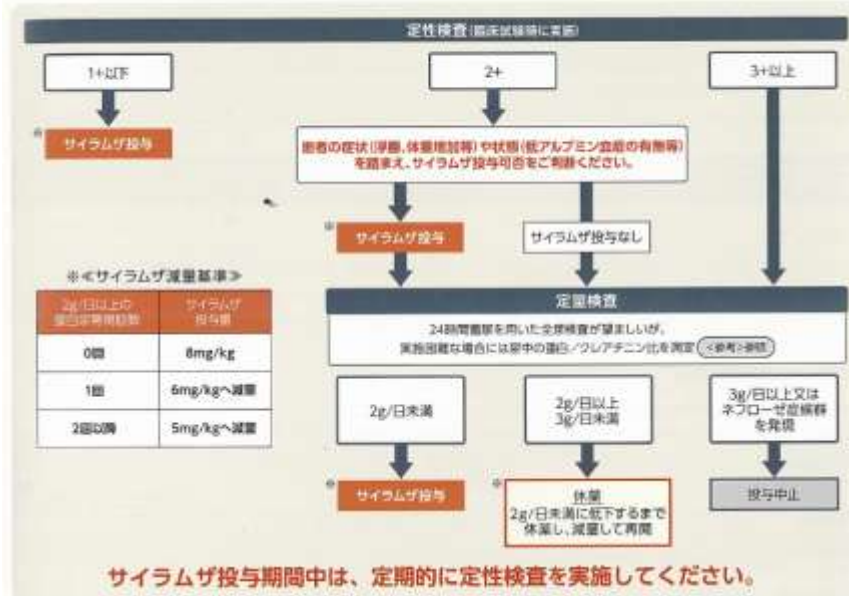 定性検査(臨床試験時に実施)
1+以下
2+
3+以上
※ サイラムザ投与
患者の症状(浮腫、体重増加等)や状態(低アルブミン血症の有無等)
を踏まえ、サイラムザ投与可否をご判断ください。
※ サイラムザ投与
サイラムザ投与なし
※≪サイラムザ減量基準≫
2g/日以上の
サイラムザ
投与量
0回
8mg/kg
1回
6mg/kgへ減量
2回以降
5mg/kgへ減量
定量検査
24時間蓄尿を用いた全尿検査が望ましいが、
実施困難な場合には尿中の蛋白/クレアチニン比を測定 <参考>参照
2g/日未満
2g/日以上
3g/日未満
3g/日以上又は
ネフローゼ症候群
を発現
※ サイラムザ投与
※ 休薬
2g/日未満に低下するまで
休薬し、減量して再開
投与中止
サイラムザ投与期間中は、定期的に定性検査を実施してください。